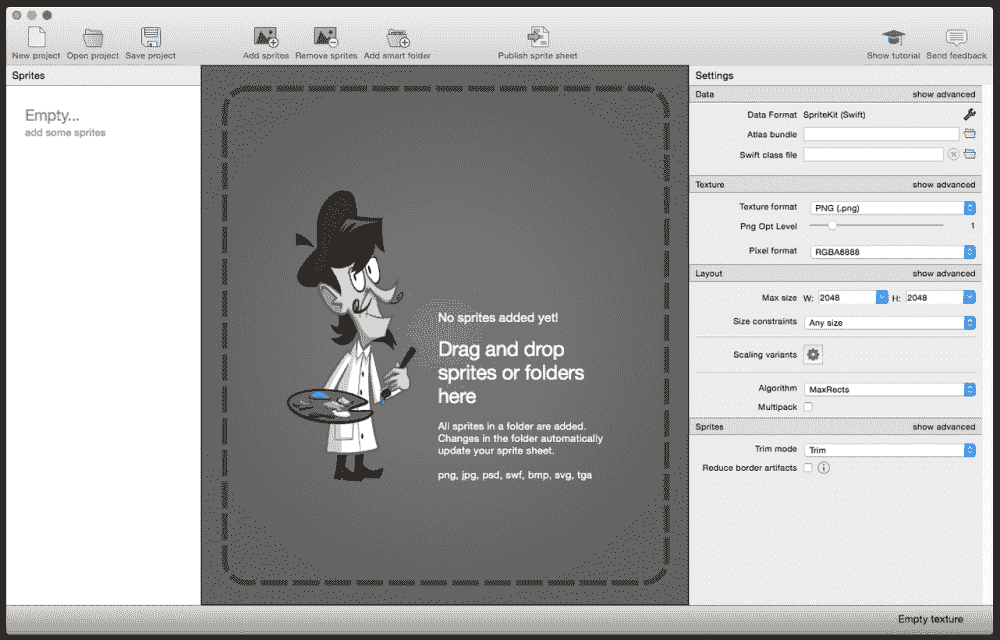 New project Open project Save project Add sprites Remove sprites Add smart folder Publish sprite sheet Show tutorial Send feedback
Sprites
Empty...
add some sprites
No sprites added yet!
Drag and drop
sprites or folders
here
All sprites in a folder are added.
Changes in the folder automatically
update your sprite sheet.
png, jpg, psd, swf, bmp, svg, tga
Settings
Data show advanced
Data Format SpriteKit (Swift)
Atlas bundle
Swift class file
Texture show advanced
Texture format PNG (.png)
Png Opt Level 1
Pixel format RGBA8888
Layout show advanced
Max size W: 2048 H: 2048
Size constraints Any size
Scaling variants
Algorithm MaxRects
Multipack
Sprites show advanced
Trim mode Trim
Reduce border artifacts
Empty texture